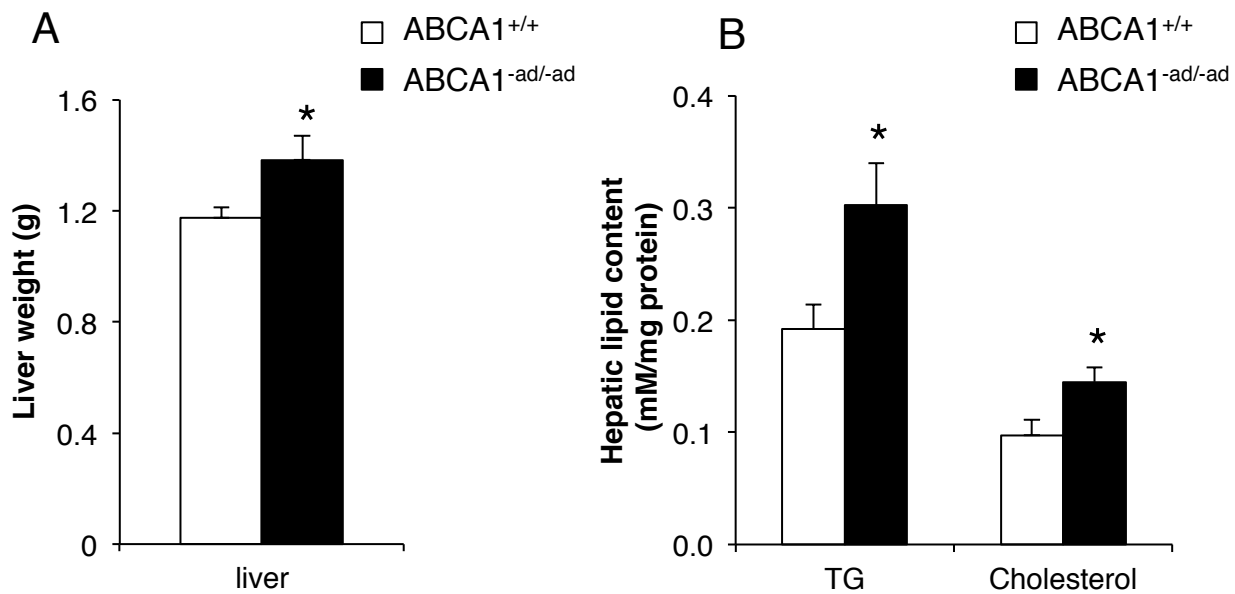 A
ABCA1+/+
ABCA1-ad/-ad
1.6
1.2
0.8
0.4
0
Liver weight (g)
*
liver
B
ABCA1+/+
ABCA1-ad/-ad
0.4
0.3
0.2
0.1
0.0
Hepatic lipid content
(mM/mg protein)
*
*
TG
Cholesterol